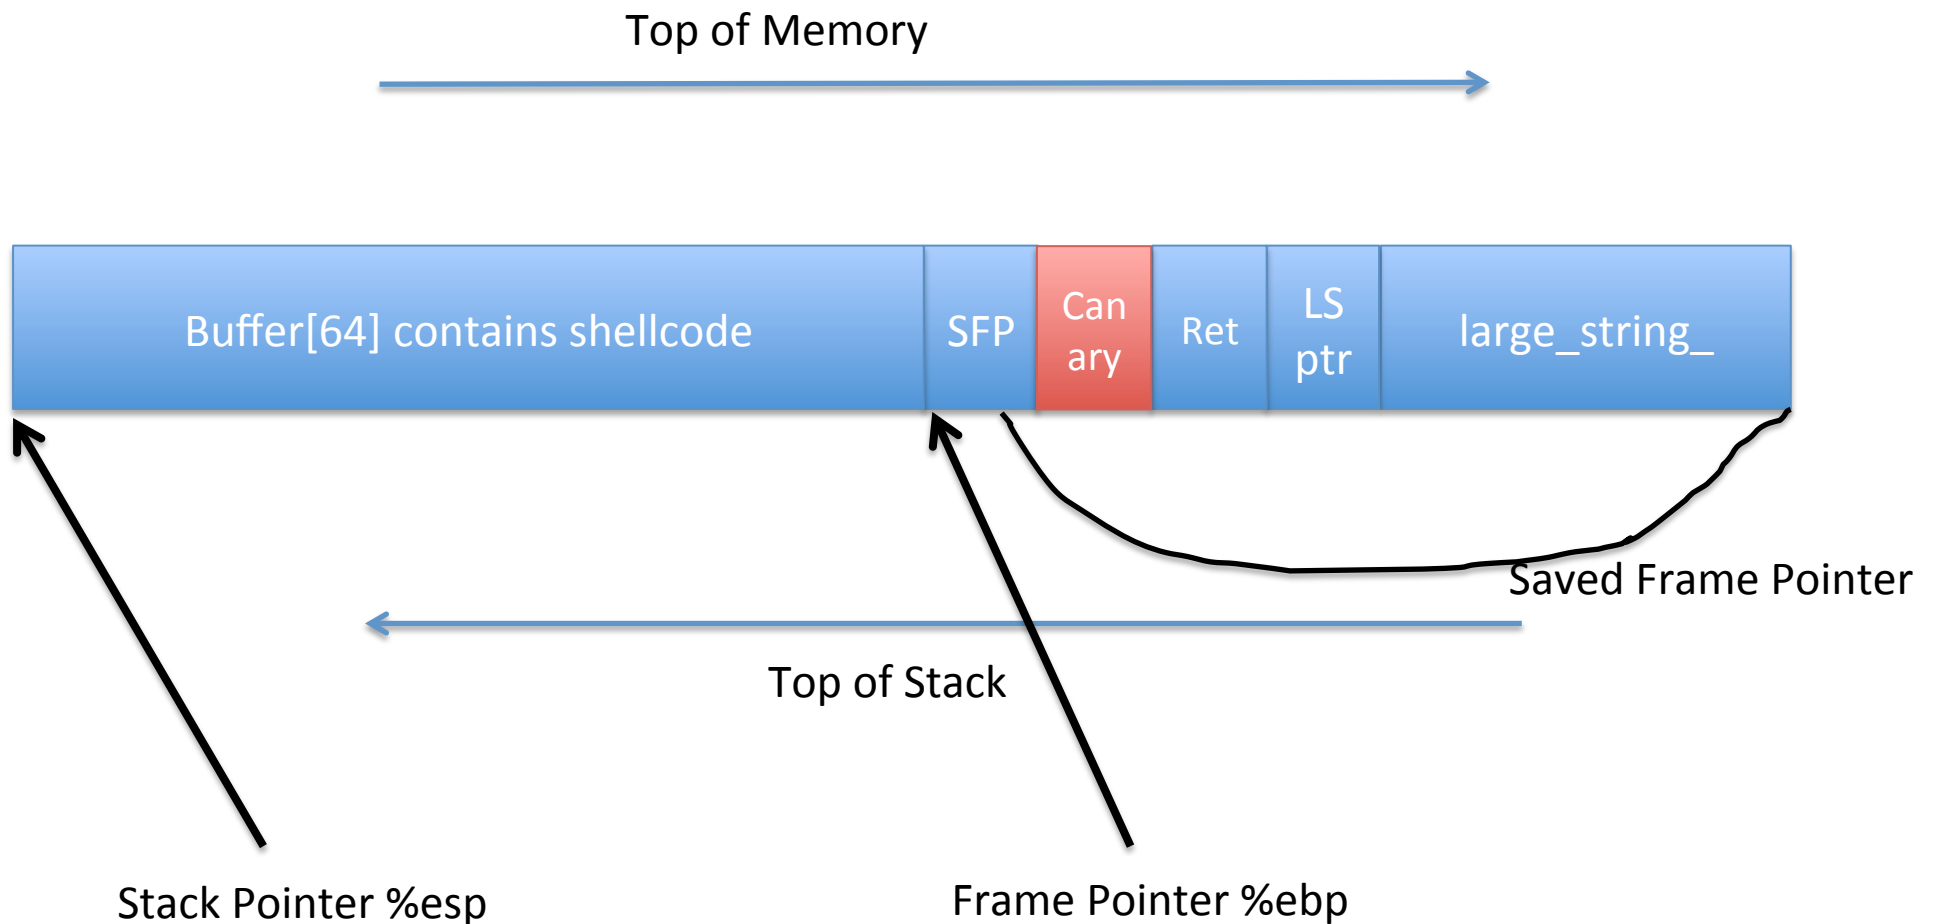 Top of Memory
Buffer[64] contains shellcode
SFP
Can
ary
Ret
LS
ptr
large_string_
Saved Frame Pointer
Top of Stack
Stack Pointer %esp
Frame Pointer %ebp